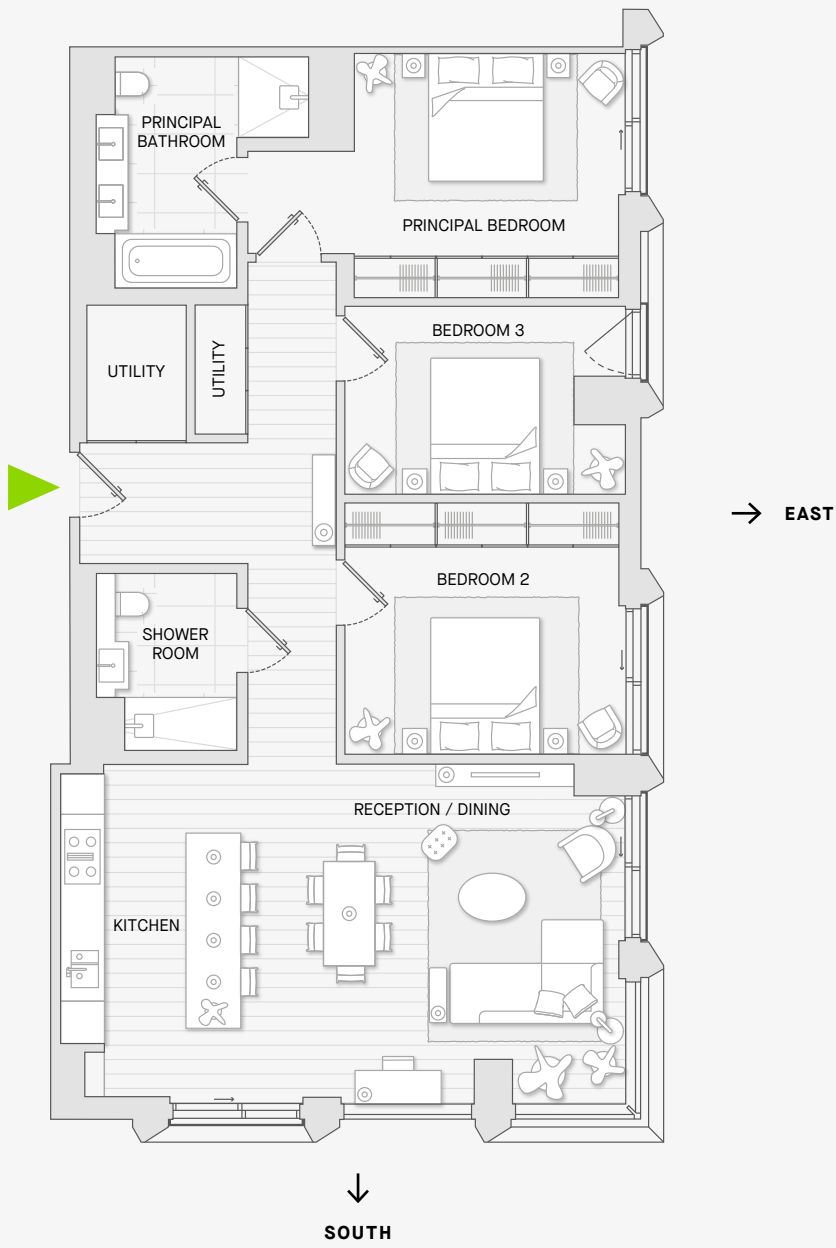 PRINCIPAL
BATHROOM
PRINCIPAL BEDROOM
BEDROOM 3
UTILITY
UTILITY
EAST
BEDROOM 2
SHOWER
ROOM
RECEPTION / DINING
KITCHEN
SOUTH